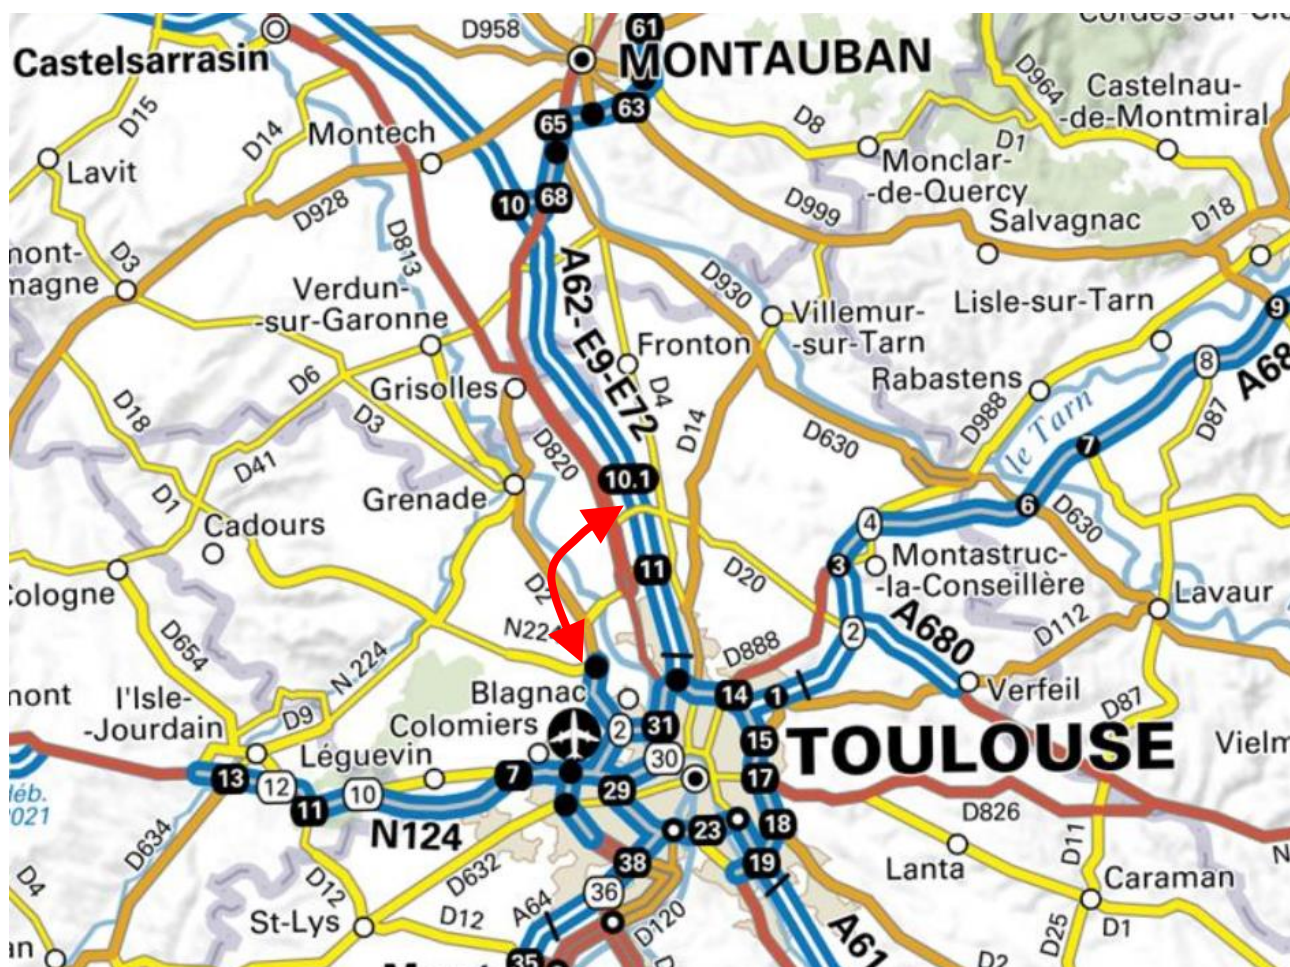 Cordes-sur-Cie
61
D958
Castelsarrasin
MONTAUBAN
D964
Castelnau-
-de-Montmiral
63
D15
65
D8
D1
D14
Montech
Lavit
Monclar-
-de-Quercy
10
68
D928
D999
Salvagnac
D18
D813
D3
mont-
magne
A62-E9-E72
D930
Verdun-
-sur-Garonne
Villemur-
-sur-Tarn
Lisle-sur-Tarn
9
Fronton
8
Rabastens
A68
D6
Grisolles
D4
D18
D3
D14
D988
le Tarn
D87
D630
7
D41
D820
10.1
D1
Grenade
6
D630
Cadours
4
11
3
Montastruc-
-la-Conseillère
D20
Cologne
D2
Lavaur
N224
D654
2
A680
D112
D888
N 224
mont
l'Isle-
-Jourdain
Blagnac
14
1
Verfeil
D87
D9
Colomiers
2
31
15
TOULOUSE
Vielm
Léguevin
30
13
12
10
7
29
17
déb.
2021
11
D826
N124
23
18
D11
D634
38
19
N
D632
Lanta
D4
D12
36
Caraman
A64
St-Lys
D12
D120
A61
D25
D1
an
35
D
D2